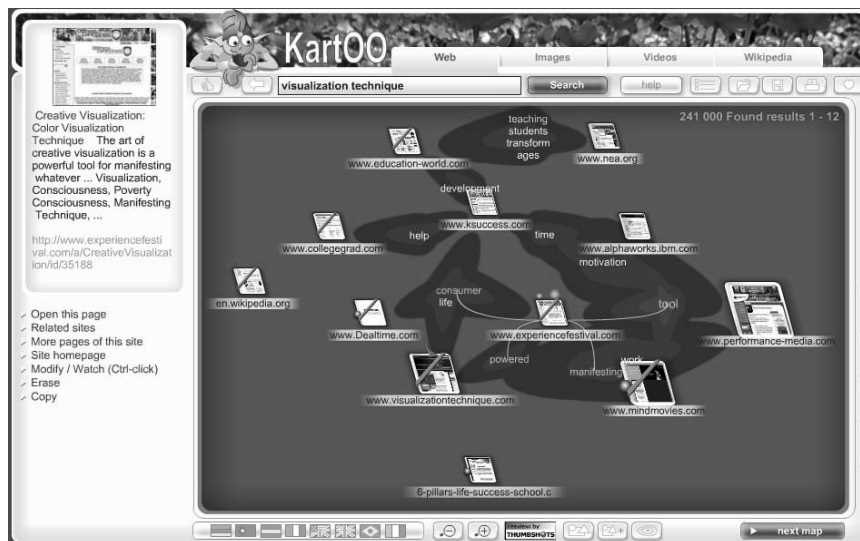 KartOO
Web
Images
Videos
Wikipedia
visualization technique
Search
help
Creative Visualization:
Color Visualization
Technique The art of
creative visualization is a
powerful tool for manifesting
whatever ... Visualization,
Consciousness, Poverty
Consciousness, Manifesting
Technique, ...
http://www.experiencefesti
val.com/a/CreativeVisualizat
ion/id/35188
Open this page
Related sites
More pages of this site
Site homepage
Modify / Watch (Ctrl-click)
Erase
Copy
241 000 Found results 1 - 12
teaching
students
transform
ages
www.education-world.com
www.nea.org
development
www.ksuccess.com
www.collegegrad.com
help
time
www.alphaworks.ibm.com
motivation
en.wikipedia.org
consumer
life
tool
www.Dealtime.com
www.experiencefestival.com
www.performance-media.com
powered
work
manifesting
www.visualizationtechnique.com
www.mindmovies.com
6-pillars-life-success-school.c
Preview by
THUMBSHOTS
next map